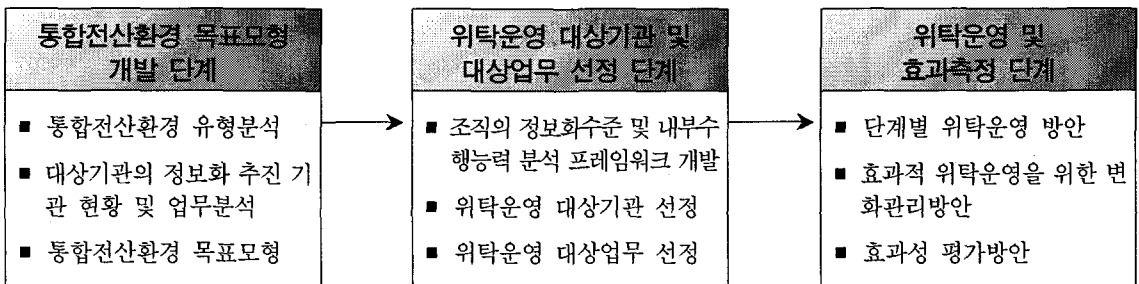 통합전산환경 목표모형
개발 단계
■ 통합전산환경 유형분석
■ 대상기관의 정보화 추진 기
관 현황 및 업무분석
■ 통합전산환경 목표모형
위탁운영 대상기관 및
대상업무 선정 단계
■ 조직의 정보화수준 및 내부수
행능력 분석 프레임워크 개발
■ 위탁운영 대상기관 선정
■ 위탁운영 대상업무 선정
위탁운영 및
효과측정 단계
■ 단계별 위탁운영 방안
■ 효과적 위탁운영을 위한 변
화관리방안
■ 효과성 평가방안